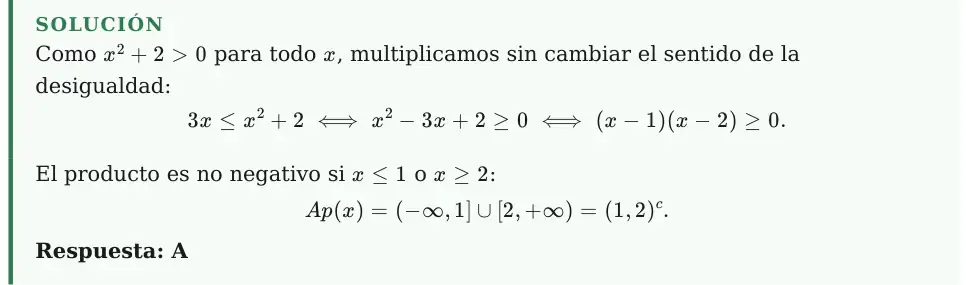 SOLUCIÓN
Como x² + 2 > 0 para todo x, multiplicamos sin cambiar el sentido de la
desigualdad:
3x ≤ x² + 2 ⟺ x² − 3x + 2 ≥ 0 ⟺ (x − 1)(x − 2) ≥ 0.
El producto es no negativo si x ≤ 1 o x ≥ 2:
Ap(x) = (−∞, 1] ∪ [2, +∞) = (1, 2)ᶜ.
Respuesta: A